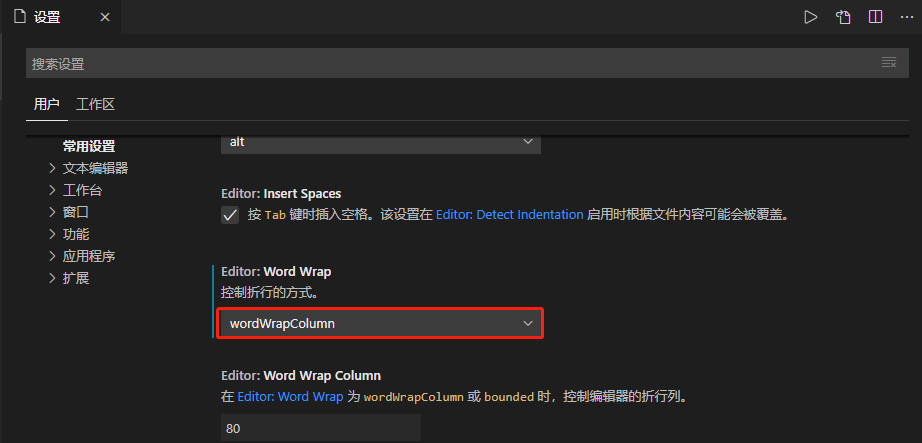 设置
搜索设置
用户 工作区
常用设置
alt
文本编辑器
工作台
窗口
功能
应用程序
扩展
Editor: Insert Spaces
按 Tab 键时插入空格。该设置在 Editor: Detect Indentation 启用时根据文件内容可能会被覆盖。
Editor: Word Wrap
控制折行的方式。
wordWrapColumn
Editor: Word Wrap Column
在 Editor: Word Wrap 为 wordWrapColumn 或 bounded 时，控制编辑器的折行列。
80